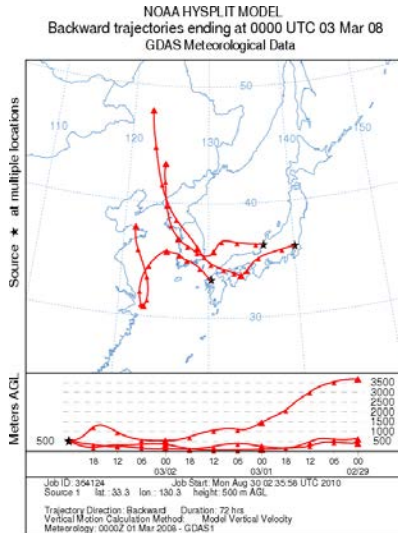 NOAA HYSPLIT MODEL
Backward trajectories ending at 0000 UTC 03 Mar 08
GDAS Meteorological Data
Source ★ at multiple locations
110
120
130
140
150
50
40
30
Meters AGL
500
3500
3000
2500
2000
1500
1000
500
18 12 06 00 18 12 06 00 18 12 06 00
03/02 03/01 02/29
Job ID: 364124 Job Start: Mon Aug 30 02:35:58 UTC 2010
Source 1 lat.: 33.3 lon.: 130.3 height: 500 m AGL
Trajectory Direction: Backward Duration: 72 hrs
Vertical Motion Calculation Method: Model Vertical Velocity
Meteorology: 0000Z 01 Mar 2008 - GDAS1